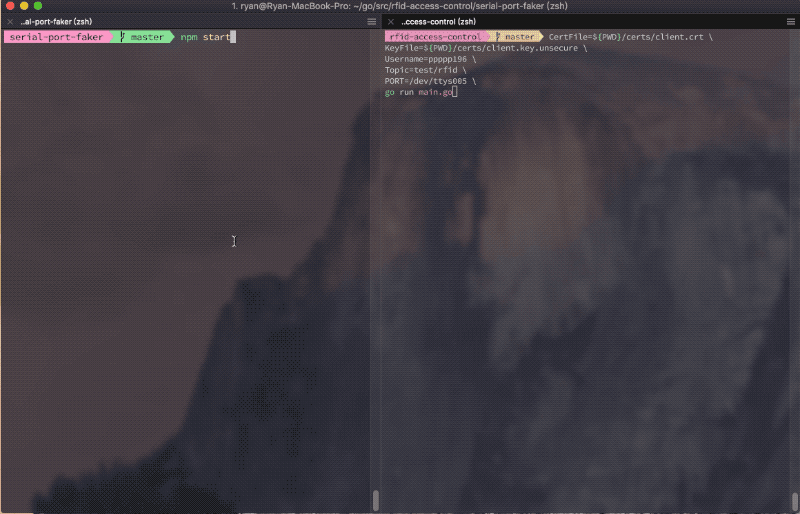 1. ryan@Ryan-MacBook-Pro: ~/go/src/rfid-access-control/serial-port-faker (zsh)
..al-port-faker (zsh)
..ccess-control (zsh)
serial-port-faker master npm start
rfid-access-control master CertFile=${PWD}/certs/client.crt \
KeyFile=${PWD}/certs/client.key.unsecure \
Username=ppppp196 \
Topic=test/rfid \
PORT=/dev/ttys005 \
go run main.go